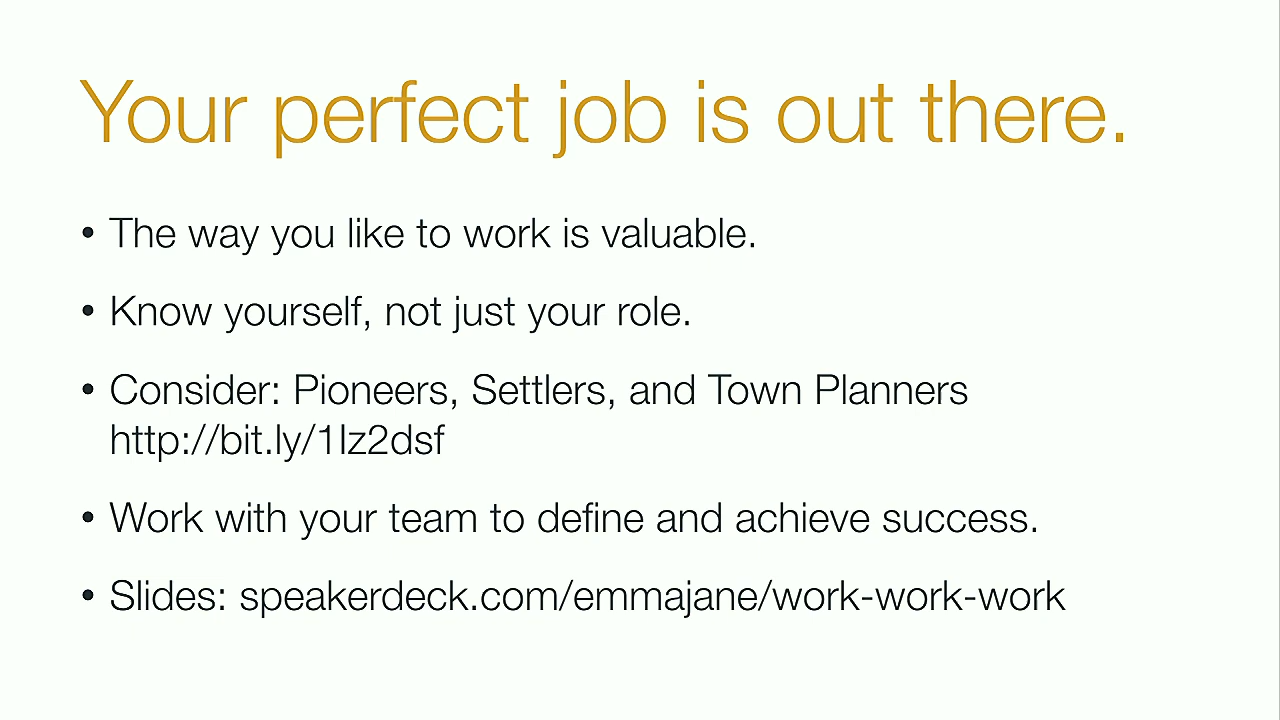 Your perfect job is out there.
• The way you like to work is valuable.
• Know yourself, not just your role.
• Consider: Pioneers, Settlers, and Town Planners
http://bit.ly/1lz2dsf
• Work with your team to define and achieve success.
• Slides: speakerdeck.com/emmajane/work-work-work